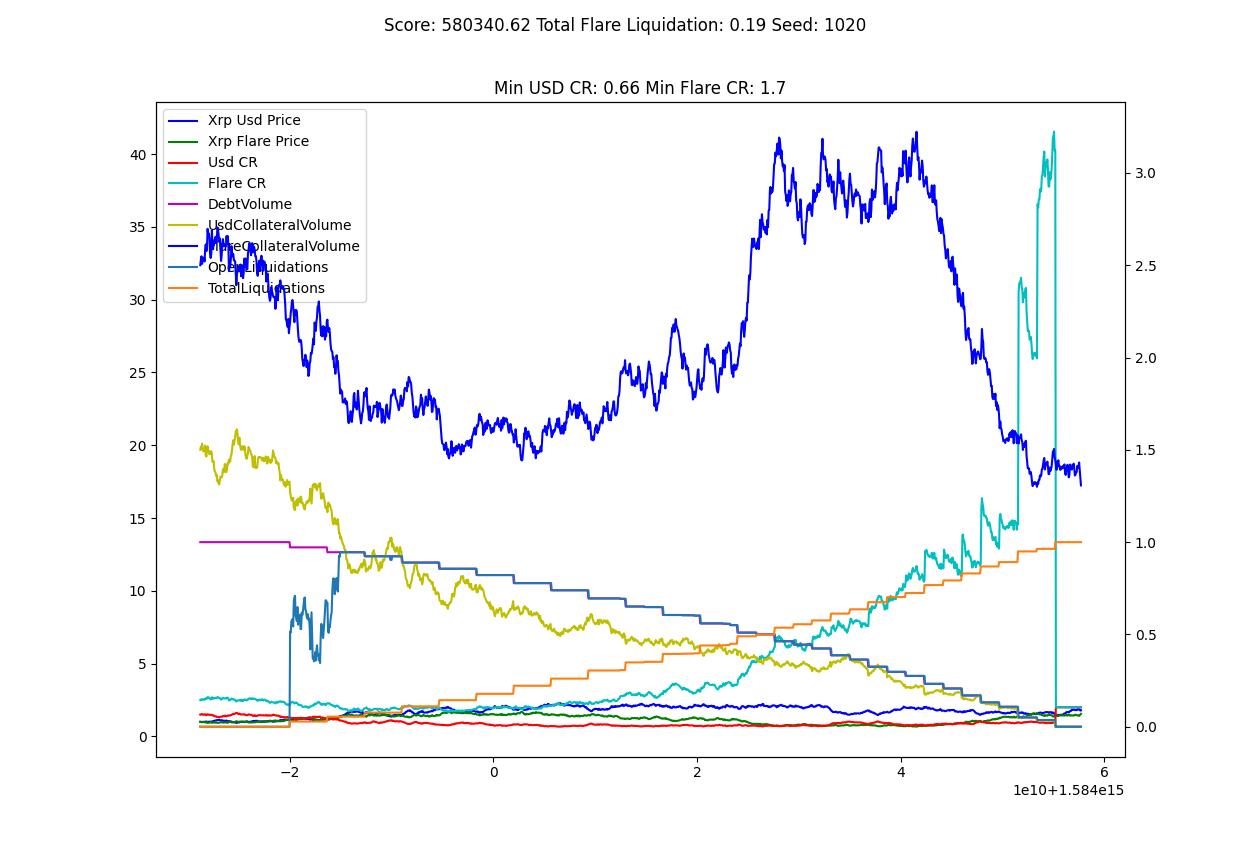 Score: 580340.62 Total Flare Liquidation: 0.19 Seed: 1020
Min USD CR: 0.66 Min Flare CR: 1.7
Xrp Usd Price
Xrp Flare Price
Usd CR
Flare CR
DebtVolume
UsdCollateralVolume
FlareCollateralVolume
OpenLiquidations
TotalLiquidations
40
35
30
25
20
15
10
5
0
3.0
2.5
2.0
1.5
1.0
0.5
0.0
−2
0
2
4
6
1e10+1.584e15